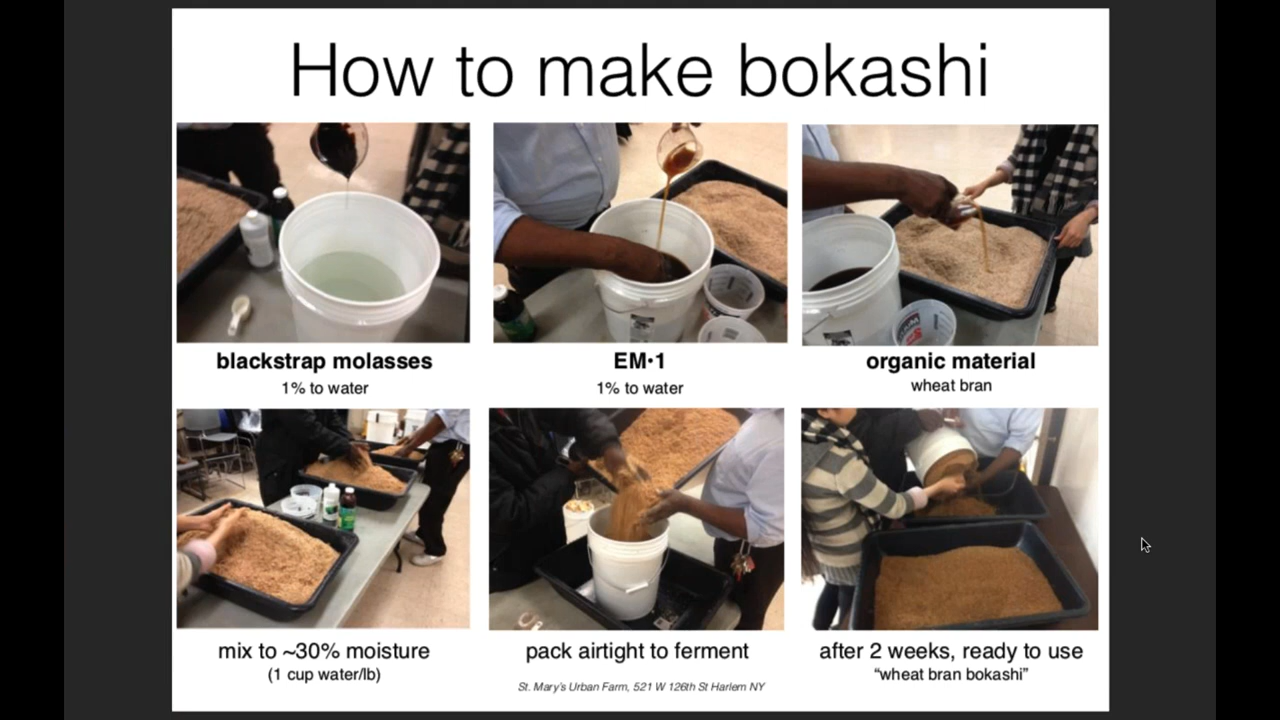 How to make bokashi
blackstrap molasses
1% to water
EM•1
1% to water
organic material
wheat bran
mix to ~30% moisture
(1 cup water/lb)
pack airtight to ferment
after 2 weeks, ready to use
“wheat bran bokashi”
St. Mary's Urban Farm, 521 W 126th St Harlem NY